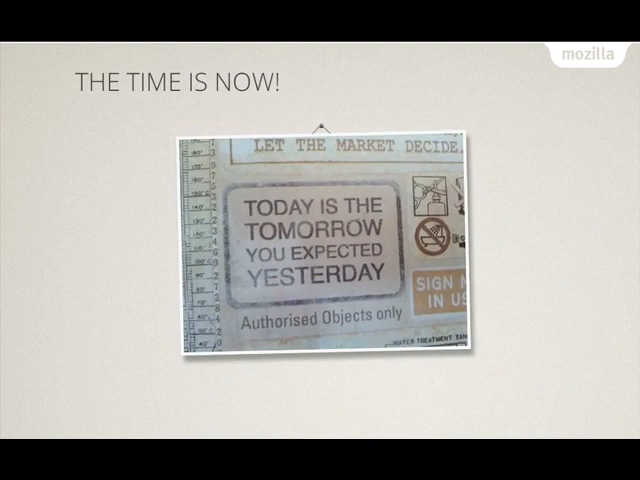 mozilla
THE TIME IS NOW!
LET THE MARKET DECIDE.
TODAY IS THE
TOMORROW
YOU EXPECTED
YESTERDAY
SIGN
IN US
Authorised Objects only
WATER TREATMENT